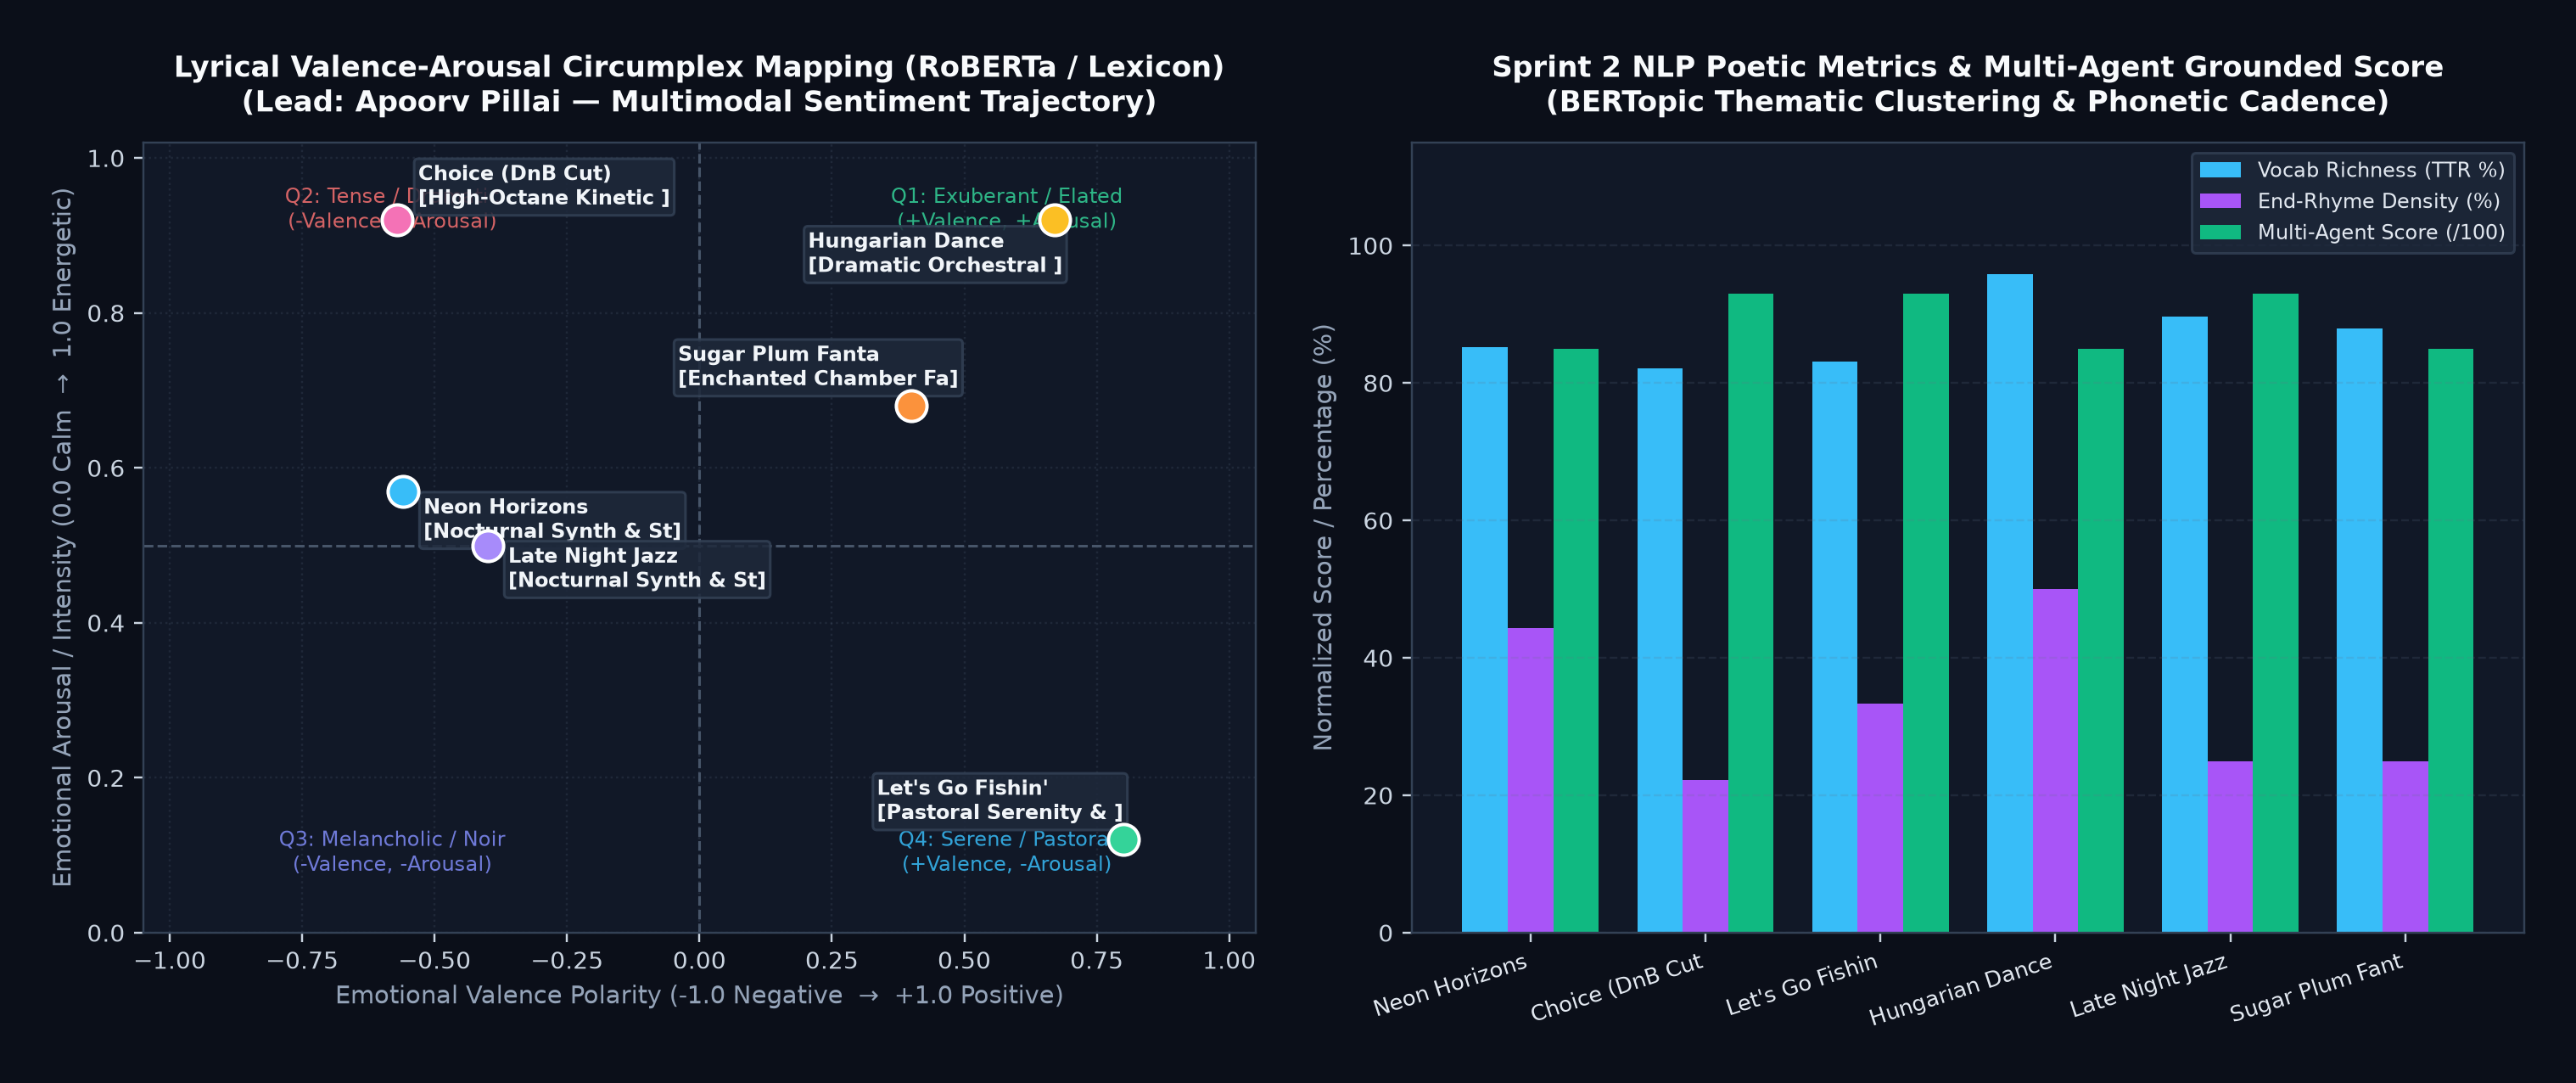 Lyrical Valence-Arousal Circumplex Mapping (RoBERTa / Lexicon)
(Lead: Apoorv Pillai — Multimodal Sentiment Trajectory)
Emotional Arousal / Intensity (0.0 Calm → 1.0 Energetic)
1.0
0.8
0.6
0.4
0.2
0.0
Q2: Tense /
(-Valence Arousal)
Choice (DnB Cut)
[High-Octane Kinetic ]
Q1: Exuberant / Elated
(+Valence,
Hungarian Dance
[Dramatic Orchestral ]
Sugar Plum Fanta
[Enchanted Chamber Fa]
Neon Horizons
[Nocturnal Synth & St]
Late Night Jazz
[Nocturnal Synth & St]
Let's Go Fishin'
[Pastoral Serenity & ]
Q3: Melancholic / Noir
(-Valence, -Arousal)
Q4: Serene / Pastora
(+Valence, -Arousal)
−1.00
−0.75
−0.50
−0.25
0.00
0.25
0.50
0.75
1.00
Emotional Valence Polarity (-1.0 Negative → +1.0 Positive)
Sprint 2 NLP Poetic Metrics & Multi-Agent Grounded Score
(BERTopic Thematic Clustering & Phonetic Cadence)
Normalized Score / Percentage (%)
Vocab Richness (TTR %)
End-Rhyme Density (%)
Multi-Agent Score (/100)
100
80
60
40
20
0
Neon Horizons
Choice (DnB Cut
Let's Go Fishin
Hungarian Dance
Late Night Jazz
Sugar Plum Fant